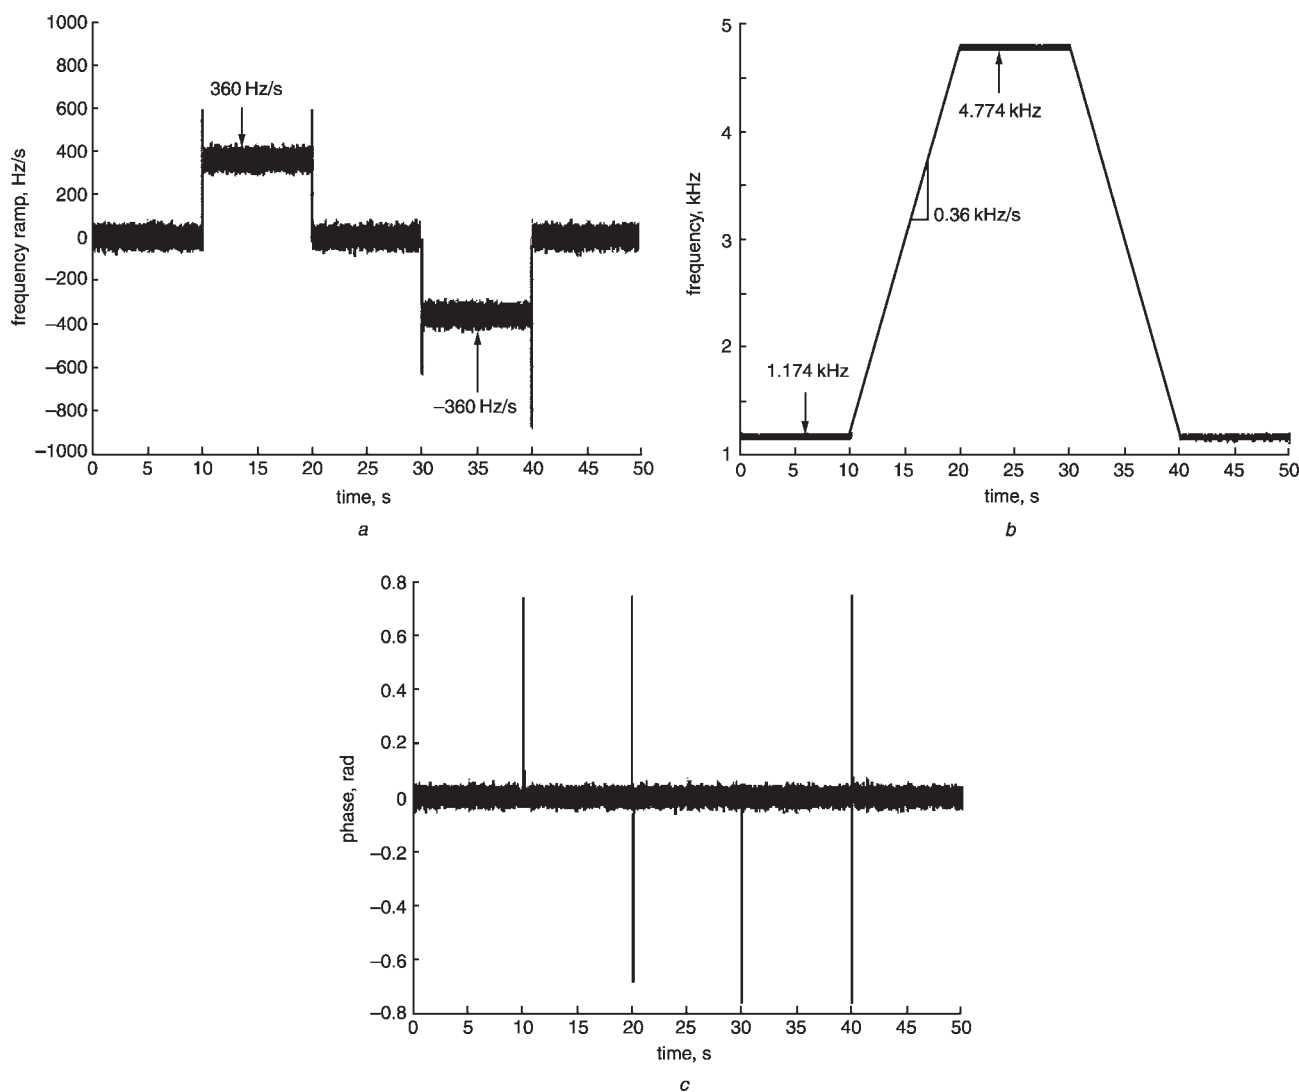 1000
800
600
400
200
0
−200
−400
−600
−800
−1000
frequency ramp, Hz/s
360 Hz/s
−360 Hz/s
0 5 10 15 20 25 30 35 40 45 50
time, s
a
5
4
3
2
1
frequency, kHz
4.774 kHz
0.36 kHz/s
1.174 kHz
0 5 10 15 20 25 30 35 40 45 50
time, s
b
0.8
0.6
0.4
0.2
0
−0.2
−0.4
−0.6
−0.8
phase, rad
0 5 10 15 20 25 30 35 40 45 50
time, s
c